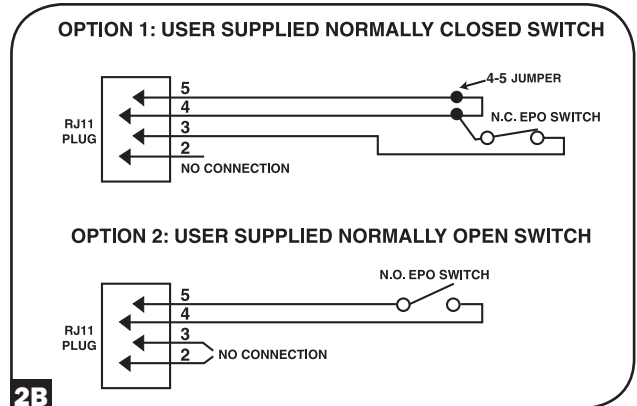 OPTION 1: USER SUPPLIED NORMALLY CLOSED SWITCH
4-5 JUMPER
5
4
N.C. EPO SWITCH
RJ11
PLUG
3
2
NO CONNECTION
OPTION 2: USER SUPPLIED NORMALLY OPEN SWITCH
N.O. EPO SWITCH
5
4
RJ11
PLUG
3
2
NO CONNECTION
2B